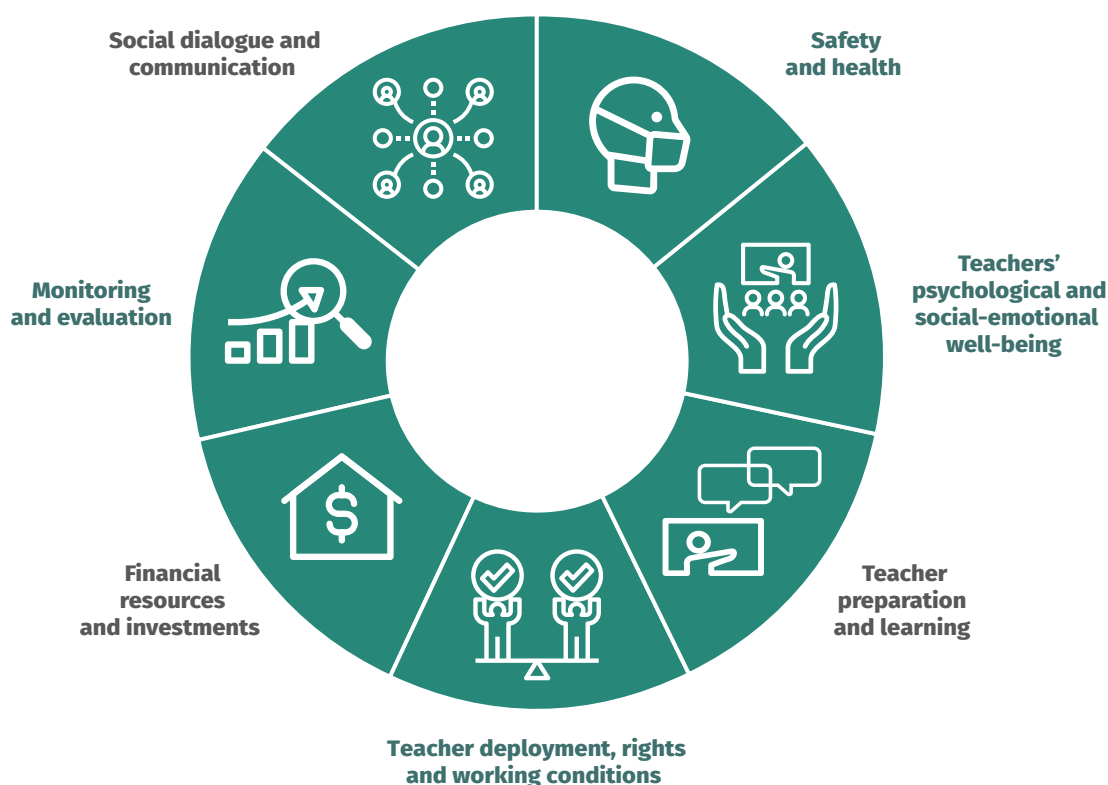 Social dialogue and
communication
Safety
and health
Monitoring
and evaluation
Teachers’
psychological and
social-emotional
well-being
Financial
resources
and investments
$
Teacher
preparation
and learning
Teacher deployment, rights
and working conditions